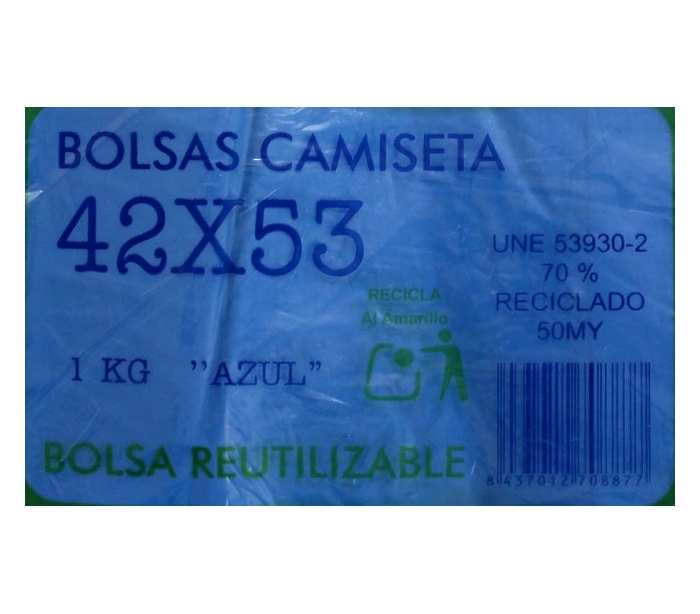 BOLSAS CAMISETA
42X53
UNE 53930-2
70 %
RECICLADO
50MY
RECICLA
Al Amarillo
1 KG "AZUL"
BOLSA REUTILIZABLE
8 437012 708877